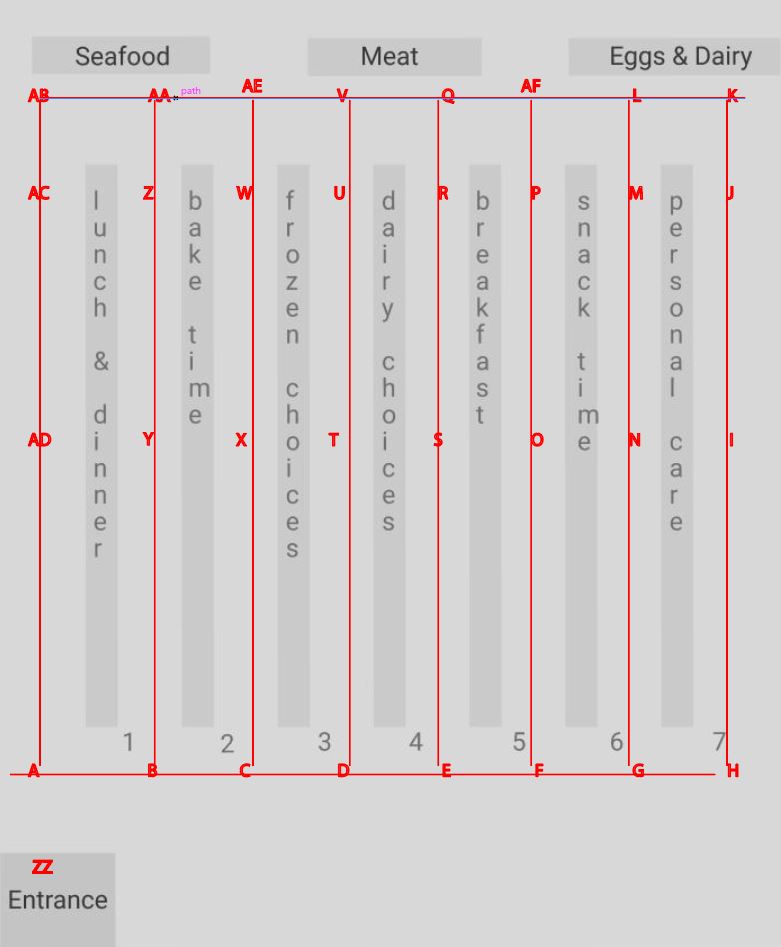 Seafood Meat Eggs & Dairy
AB AA path AE V Q AF L K
AC Z W U R P M J
lunch & dinner
bake time
frozen choices
dairy choices
breakfast
snack time
personal care
AD Y X T S O N I
1 2 3 4 5 6 7
A B C D E F G H
ZZ
Entrance